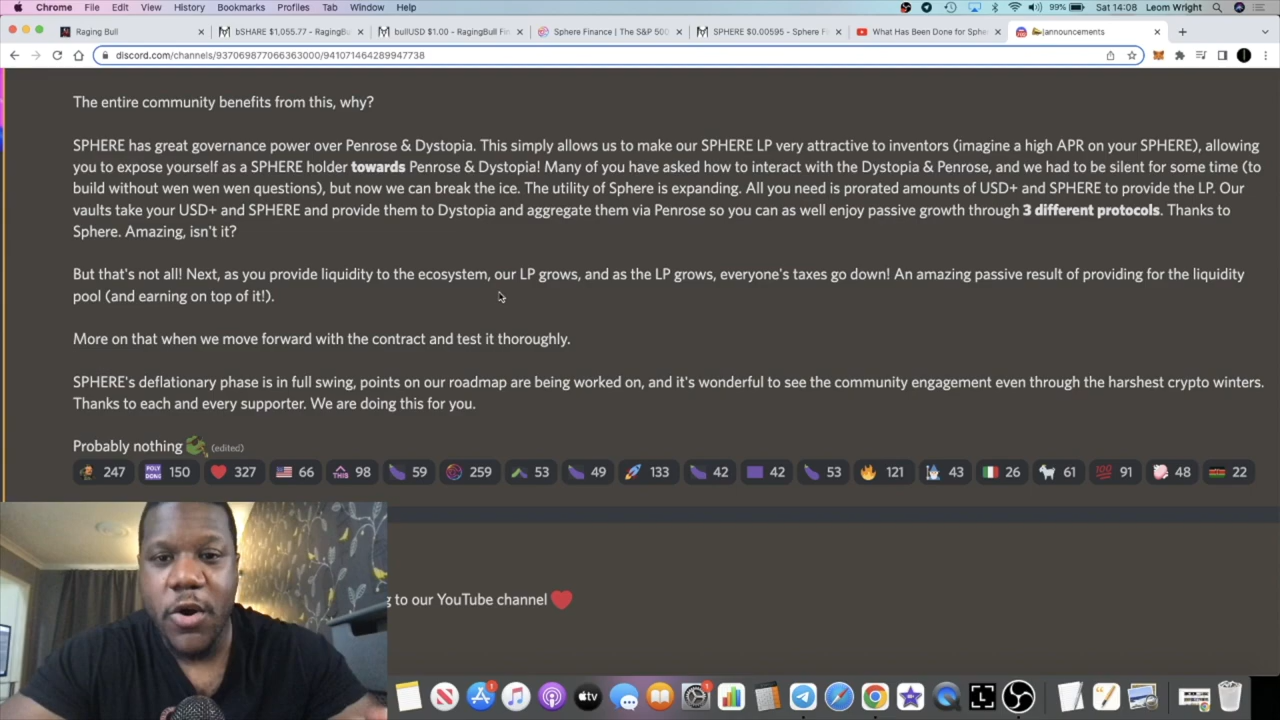 Chrome File Edit View History Bookmarks Profiles Tab Window Help 99% Sat 14:08 Leom Wright
Raging Bull
bSHARE $1,055.77 - RagingBu
bullUSD $1.00 - RagingBull Fin
Sphere Finance | The S&P 500
SPHERE $0.00595 - Sphere Fi
What Has Been Done for Sphe
announcements
discord.com/channels/937069877066363000/941071464289947738
The entire community benefits from this, why?
SPHERE has great governance power over Penrose & Dystopia. This simply allows us to make our SPHERE LP very attractive to inventors (imagine a high APR on your SPHERE), allowing
you to expose yourself as a SPHERE holder towards Penrose & Dystopia! Many of you have asked how to interact with the Dystopia & Penrose, and we had to be silent for some time (to
build without wen wen wen questions), but now we can break the ice. The utility of Sphere is expanding. All you need is prorated amounts of USD+ and SPHERE to provide the LP. Our
vaults take your USD+ and SPHERE and provide them to Dystopia and aggregate them via Penrose so you can as well enjoy passive growth through 3 different protocols. Thanks to
Sphere. Amazing, isn't it?
But that's not all! Next, as you provide liquidity to the ecosystem, our LP grows, and as the LP grows, everyone's taxes go down! An amazing passive result of providing for the liquidity
pool (and earning on top of it!).
More on that when we move forward with the contract and test it thoroughly.
SPHERE's deflationary phase is in full swing, points on our roadmap are being worked on, and it's wonderful to see the community engagement even through the harshest crypto winters.
Thanks to each and every supporter. We are doing this for you.
Probably nothing (edited)
247 POLY DONG 150 327 66 THIS 98 59 259 53 49 133 42 42 53 121 43 26 61 100 91 48 22
g to our YouTube channel
tv